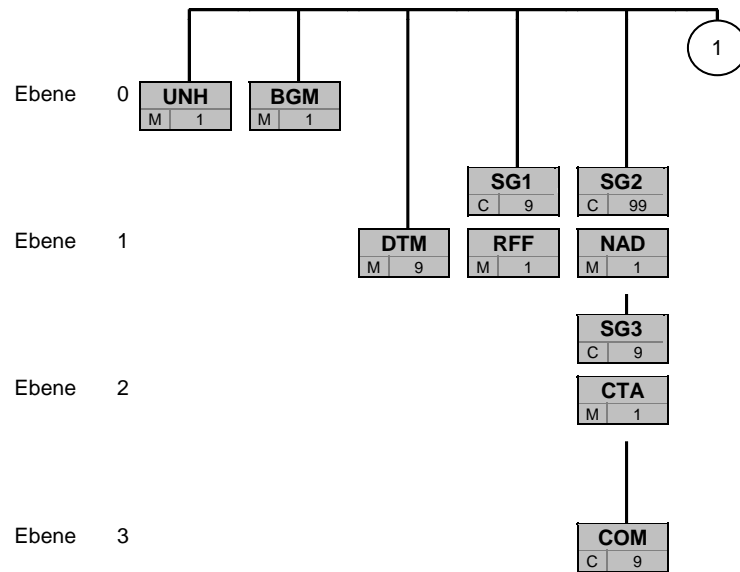 1
Ebene 0 UNH BGM
M 1 M 1
SG1 SG2
C 9 C 99
Ebene 1 DTM RFF NAD
M 9 M 1 M 1
SG3
C 9
Ebene 2 CTA
M 1
Ebene 3 COM
C 9